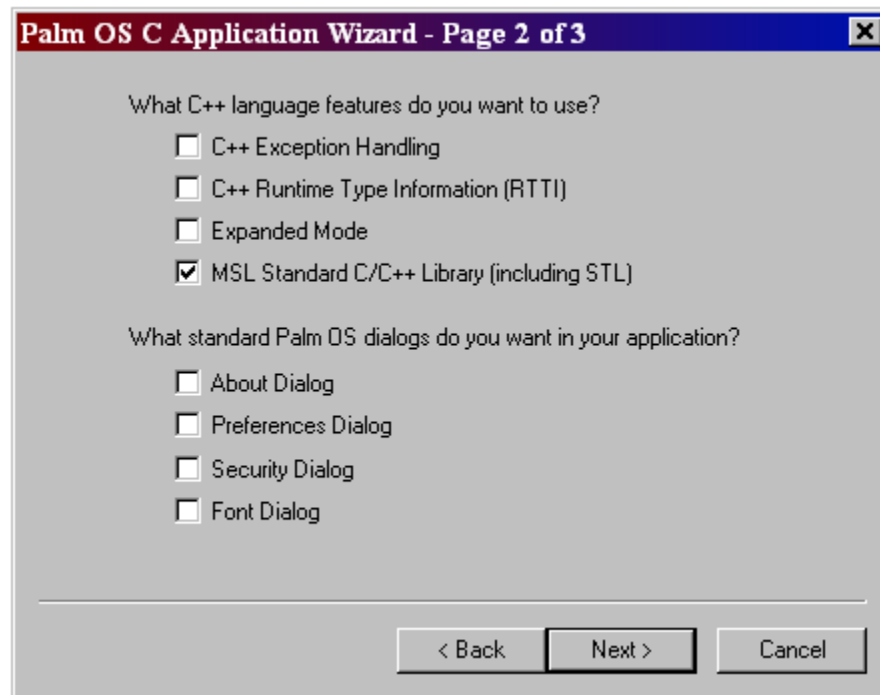 Palm OS C Application Wizard - Page 2 of 3
What C++ language features do you want to use?
C++ Exception Handling
C++ Runtime Type Information (RTTI)
Expanded Mode
MSL Standard C/C++ Library (including STL)
What standard Palm OS dialogs do you want in your application?
About Dialog
Preferences Dialog
Security Dialog
Font Dialog
< Back Next > Cancel